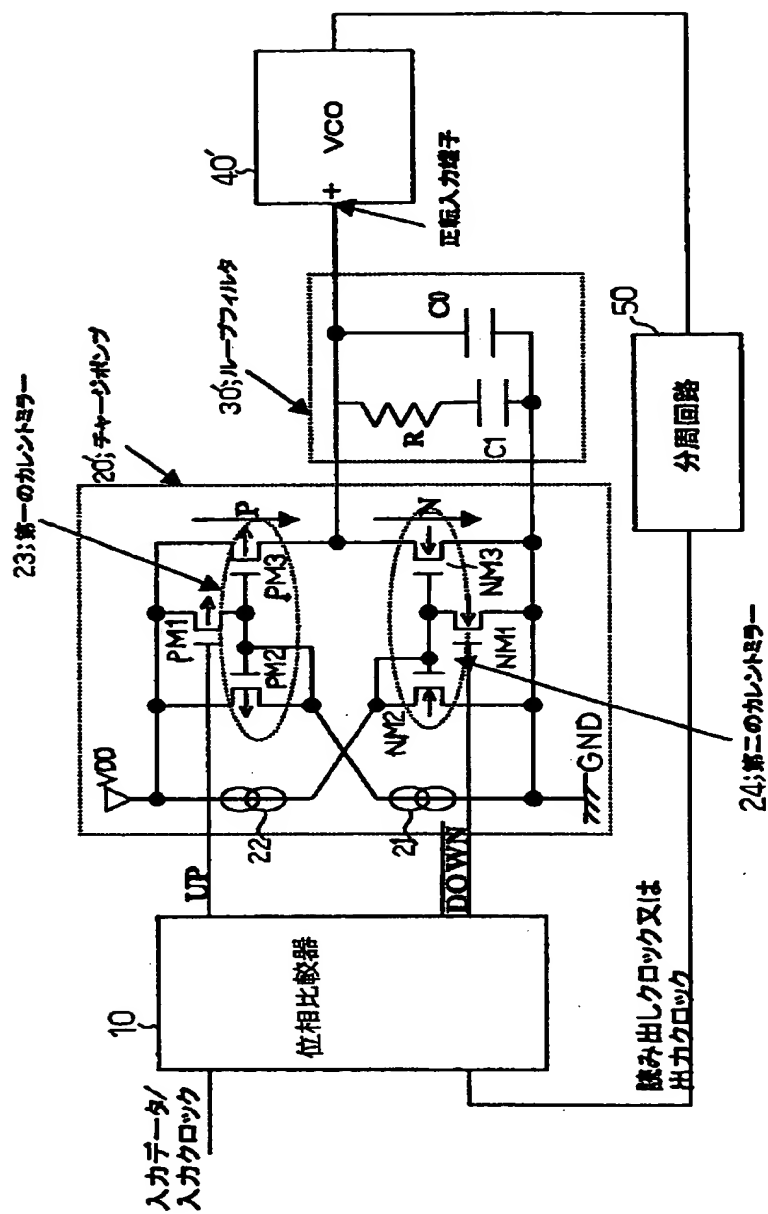 入力データ/
入力クロック
10
位相比較器
UP
DOWN
読み出しクロック又は
出力クロック
20';チャージポンプ
23;第一のカレントミラー
VDD
22
21
GND
PM1
PM2
PM3
P
NM2
NM1
NM3
N
24;第二のカレントミラー
30';ループフィルタ
R
C1
C0
40'
VCO
+
正転入力端子
50
分周回路